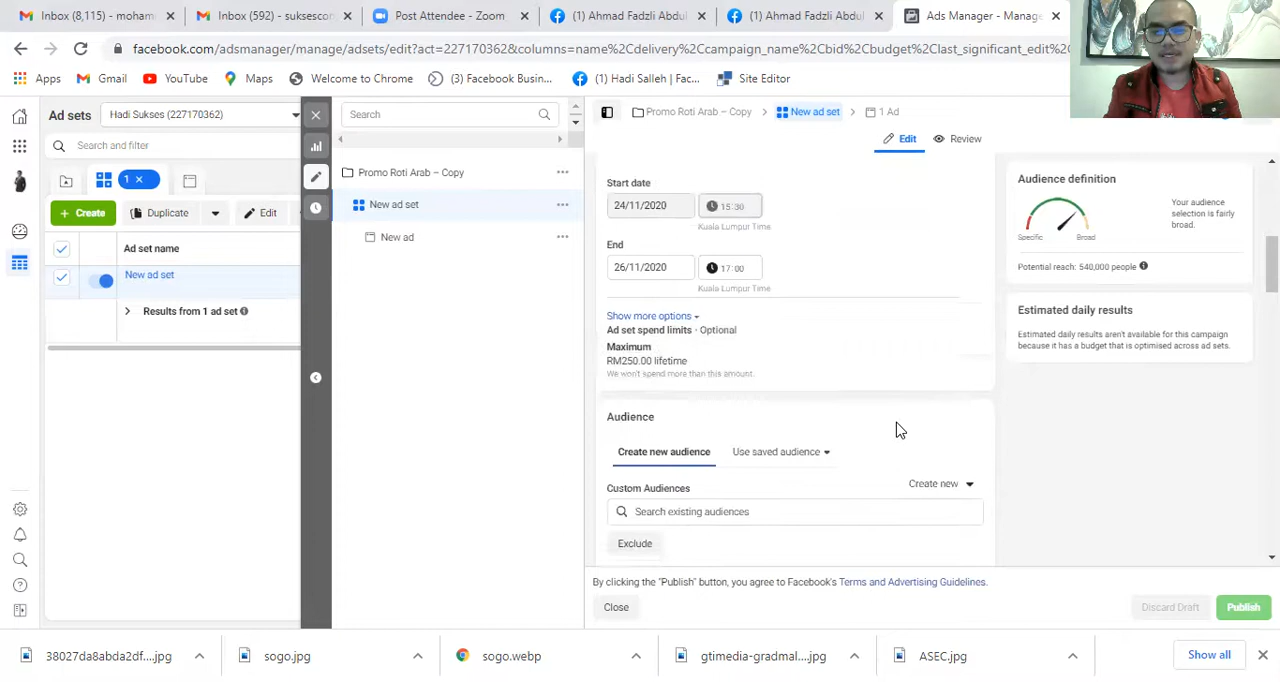 Inbox (8,115) - moham
Inbox (592) - suksescon
Post Attendee - Zoom
(1) Ahmad Fadzli Abdul
(1) Ahmad Fadzli Abdul
Ads Manager - Manage
facebook.com/adsmanager/manage/adsets/edit?act=227170362&columns=name%2Cdelivery%2Ccampaign_name%2Cbid%2Cbudget%2Clast_significant_edit%
Apps
Gmail
YouTube
Maps
Welcome to Chrome
(3) Facebook Busin...
(1) Hadi Salleh | Fac...
Site Editor
Ad sets
Hadi Sukses (227170362)
Search and filter
1
Create
Duplicate
Edit
Ad set name
New ad set
Results from 1 ad set
Search
Promo Roti Arab – Copy
New ad set
New ad
Promo Roti Arab – Copy
New ad set
1 Ad
Edit
Review
Start date
24/11/2020
15:30
Kuala Lumpur Time
End
26/11/2020
17:00
Kuala Lumpur Time
Show more options
Ad set spend limits · Optional
Maximum
RM250.00 lifetime
We won't spend more than this amount.
Audience
Create new audience
Use saved audience
Create new
Custom Audiences
Search existing audiences
Exclude
Audience definition
Your audience
selection is fairly
broad.
Specific
Broad
Potential reach: 540,000 people
Estimated daily results
Estimated daily results aren't available for this campaign
because it has a budget that is optimised across ad sets.
By clicking the "Publish" button, you agree to Facebook's Terms and Advertising Guidelines.
Close
Discard Draft
Publish
38027da8abda2df....jpg
sogo.jpg
sogo.webp
gtimedia-gradmal....jpg
ASEC.jpg
Show all